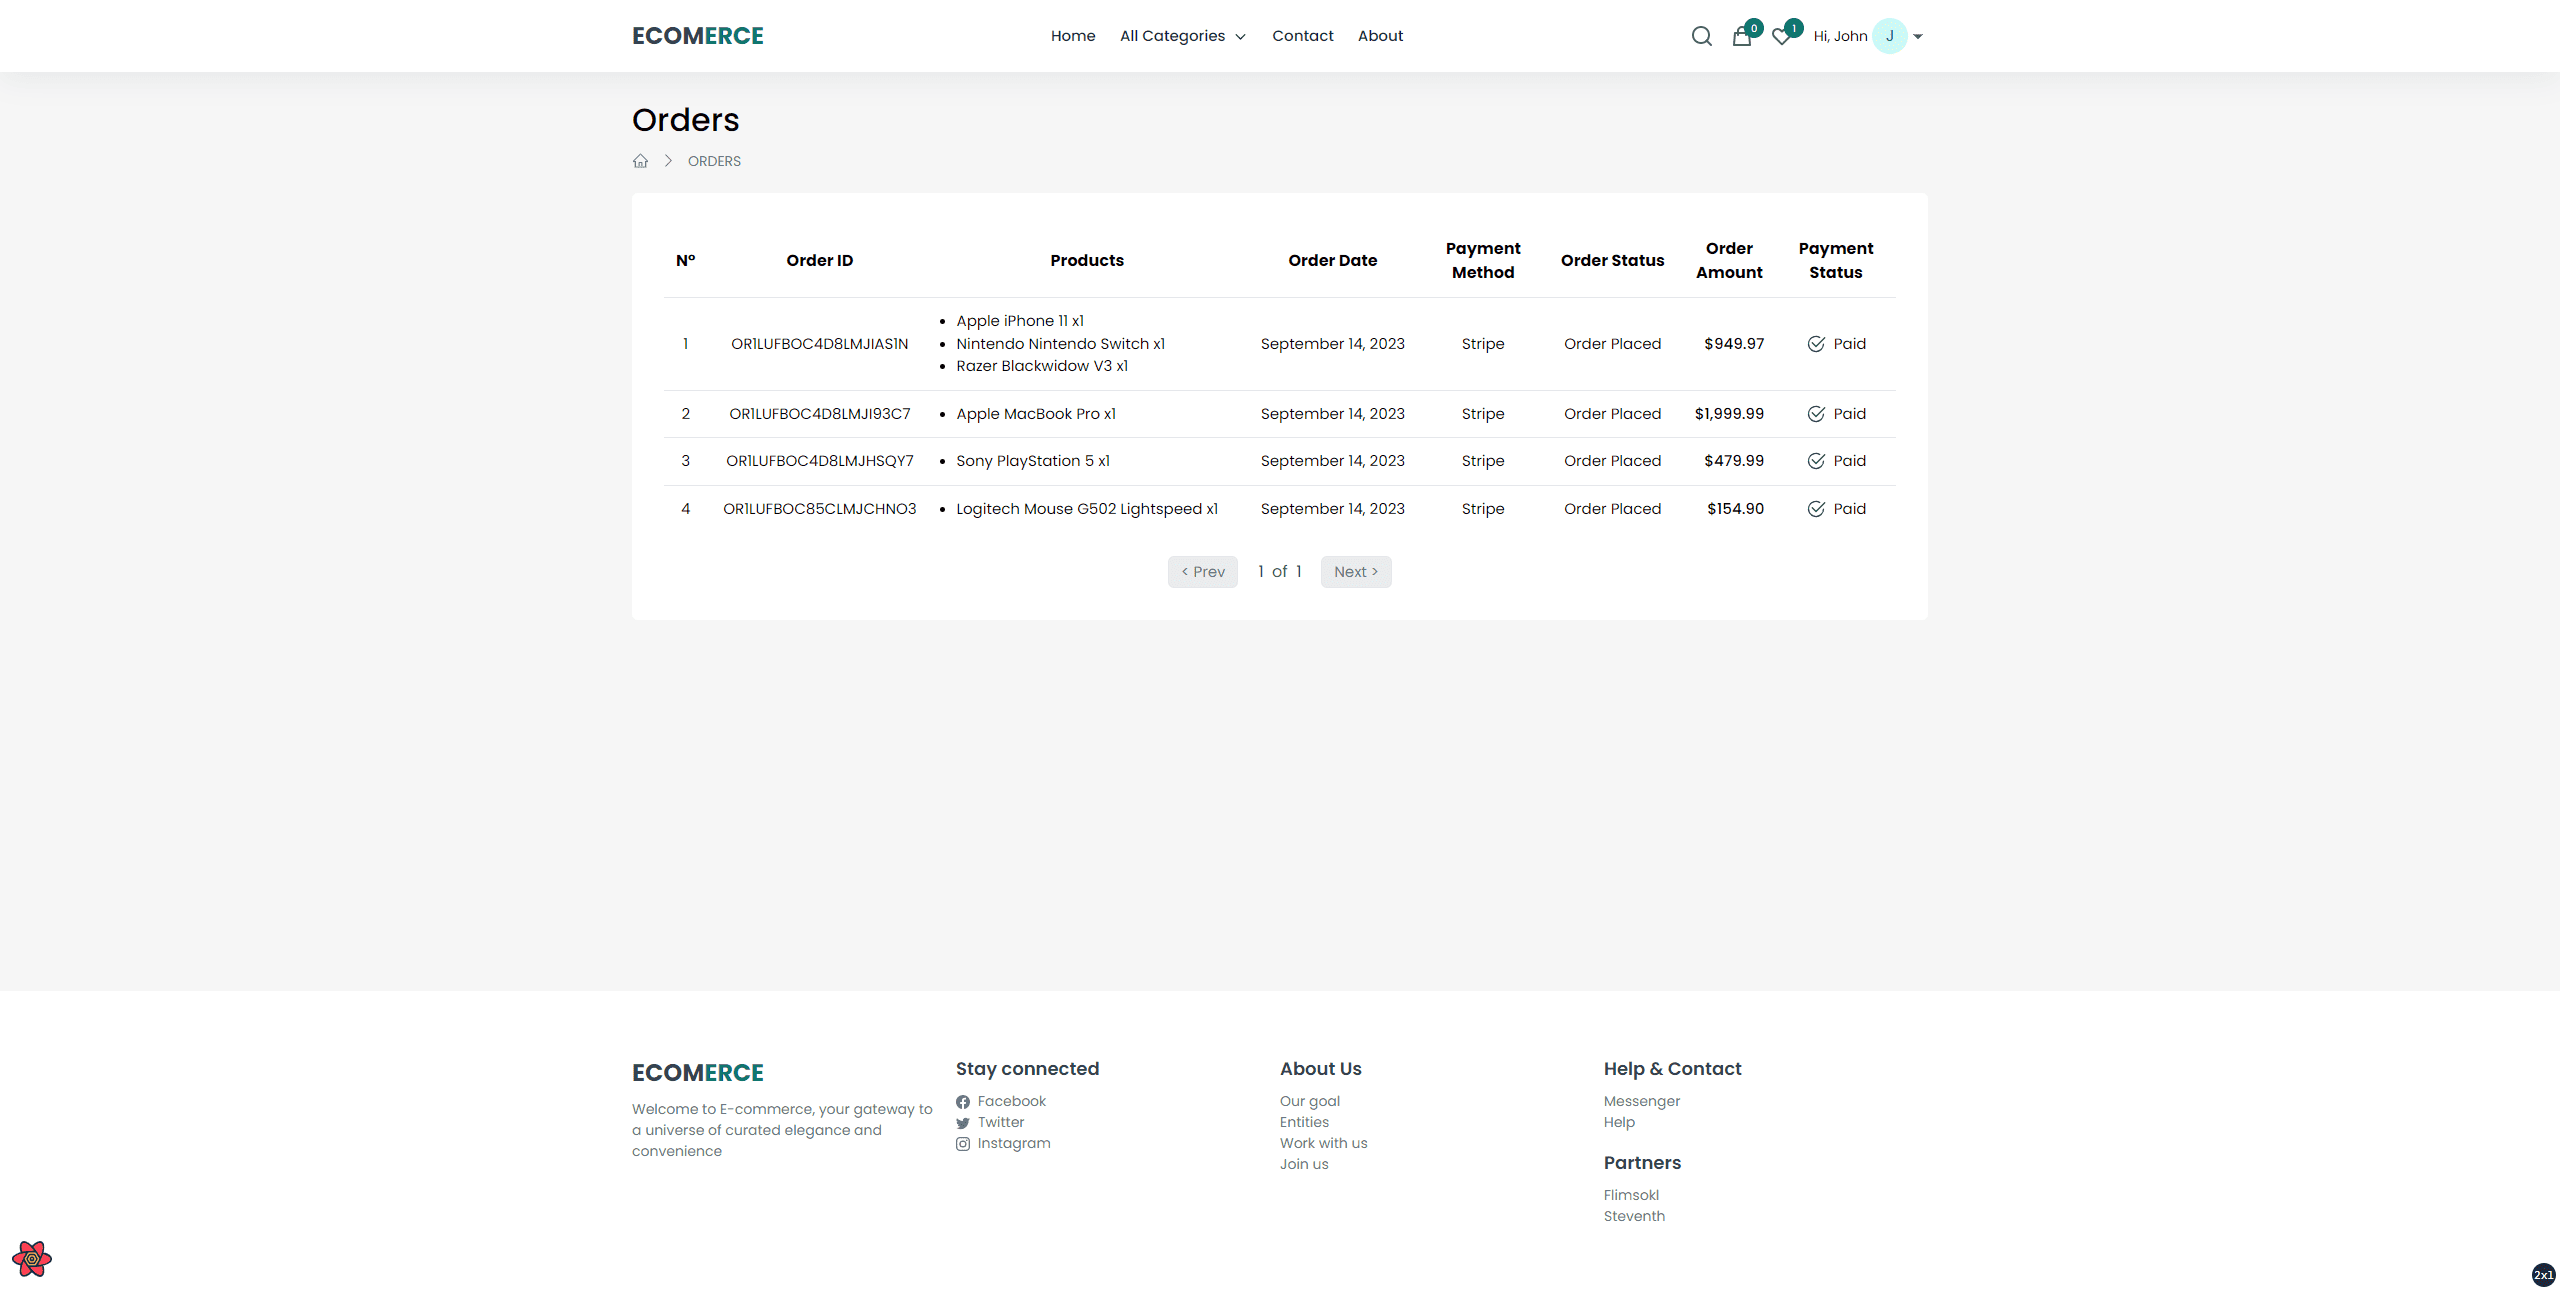 ECOMERCE
Home All Categories Contact About
0 1 Hi, John J
Orders
ORDERS
Nº Order ID Products Order Date Payment Method Order Status Order Amount Payment Status
1 OR1LUFBOC4D8LMJIAS1N
Apple iPhone 11 x1
Nintendo Nintendo Switch x1
Razer Blackwidow V3 x1
September 14, 2023 Stripe Order Placed $949.97 Paid
2 OR1LUFBOC4D8LMJI93C7 Apple MacBook Pro x1 September 14, 2023 Stripe Order Placed $1,999.99 Paid
3 OR1LUFBOC4D8LMJHSQY7 Sony PlayStation 5 x1 September 14, 2023 Stripe Order Placed $479.99 Paid
4 OR1LUFBOC85CLMJCHNO3 Logitech Mouse G502 Lightspeed x1 September 14, 2023 Stripe Order Placed $154.90 Paid
< Prev 1 of 1 Next >
ECOMERCE
Welcome to E-commerce, your gateway to
a universe of curated elegance and
convenience
Stay connected
Facebook
Twitter
Instagram
About Us
Our goal
Entities
Work with us
Join us
Help & Contact
Messenger
Help
Partners
Flimsokl
Steventh
2xl